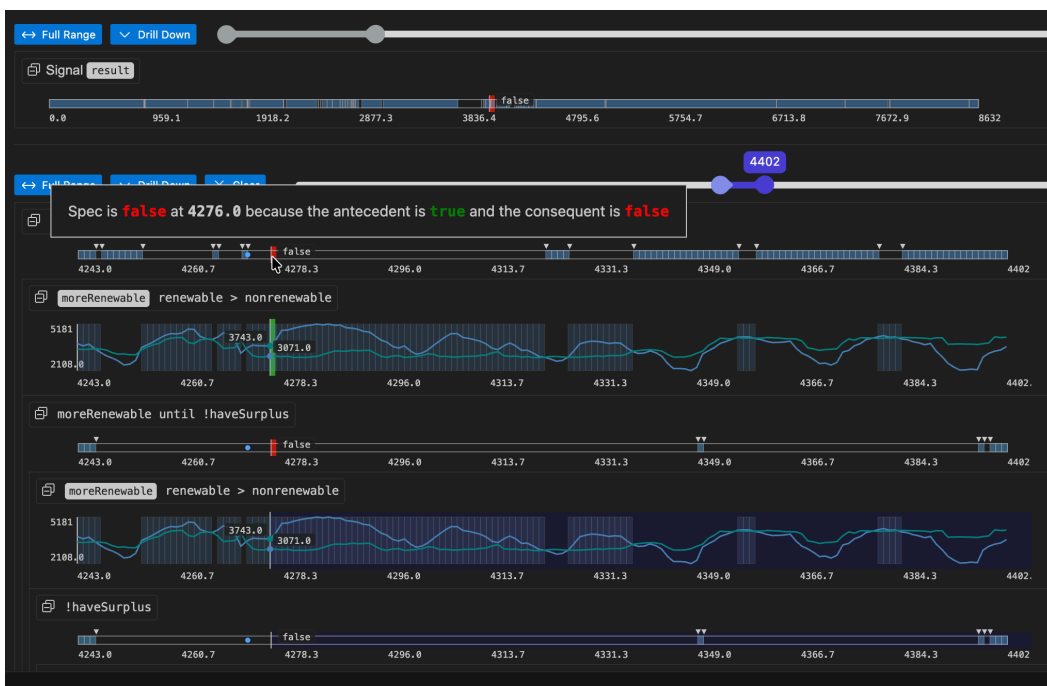 Full Range Drill Down
Signal result
false
0.0 959.1 1918.2 2877.3 3836.4 4795.6 5754.7 6713.8 7672.9 8632
4402
Full Range Drill Down Close
Spec is false at 4276.0 because the antecedent is true and the consequent is false
false
4243.0 4260.7 4278.3 4296.0 4313.7 4331.3 4349.0 4366.7 4384.3 4402
moreRenewable renewable > nonrenewable
5181
3743.0
3071.0
2108.0
4243.0 4260.7 4278.3 4296.0 4313.7 4331.3 4349.0 4366.7 4384.3 4402.
moreRenewable until !haveSurplus
false
4243.0 4260.7 4278.3 4296.0 4313.7 4331.3 4349.0 4366.7 4384.3 4402
moreRenewable renewable > nonrenewable
5181
3743.0
3071.0
2108.0
4243.0 4260.7 4278.3 4296.0 4313.7 4331.3 4349.0 4366.7 4384.3 4402.
!haveSurplus
false
4243.0 4260.7 4278.3 4296.0 4313.7 4331.3 4349.0 4366.7 4384.3 4402